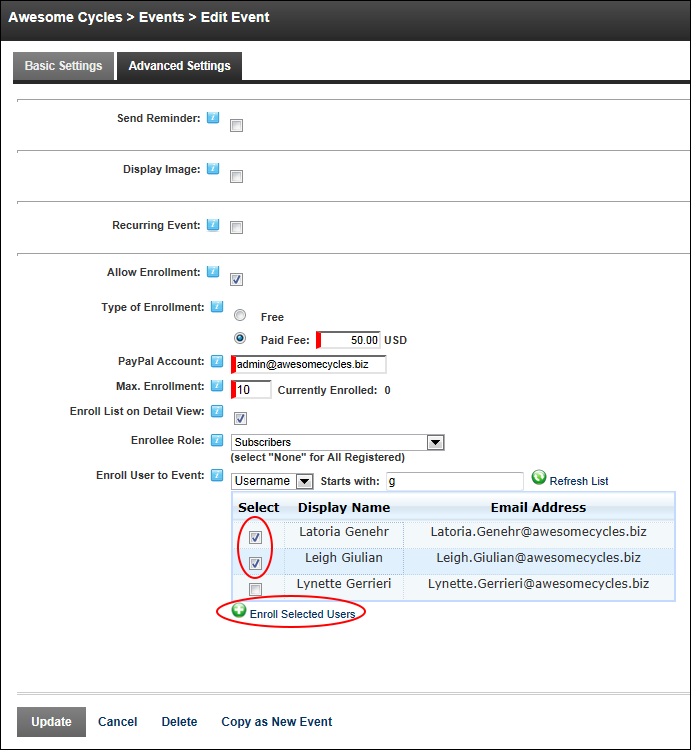 Awesome Cycles > Events > Edit Event
Basic Settings Advanced Settings
Send Reminder: i
Display Image: i
Recurring Event: i
Allow Enrollment: i
Type of Enrollment: i Free
Paid Fee: 50.00 USD
PayPal Account: i admin@awesomecycles.biz
Max. Enrollment: i 10 Currently Enrolled: 0
Enroll List on Detail View: i
Enrollee Role: i Subscribers
(select "None" for All Registered)
Enroll User to Event: i Username Starts with: g Refresh List
Select Display Name Email Address
Latoria Genehr Latoria.Genehr@awesomecycles.biz
Leigh Giulian Leigh.Giulian@awesomecycles.biz
Lynette Gerrieri Lynette.Gerrieri@awesomecycles.biz
Enroll Selected Users
Update Cancel Delete Copy as New Event